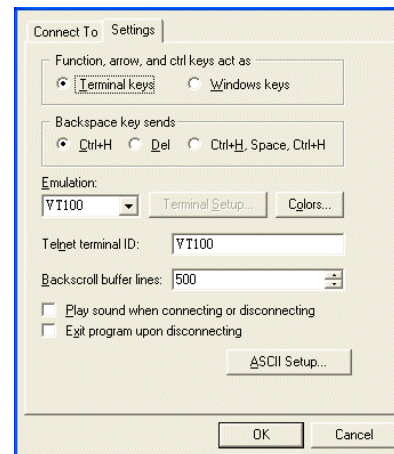 Connect To Settings
Function, arrow, and ctrl keys act as
Terminal keys Windows keys
Backspace key sends
Ctrl+H Del Ctrl+H, Space, Ctrl+H
Emulation:
VT100 Terminal Setup... Colors...
Telnet terminal ID: VT100
Backscroll buffer lines: 500
Play sound when connecting or disconnecting
Exit program upon disconnecting
ASCII Setup...
OK Cancel